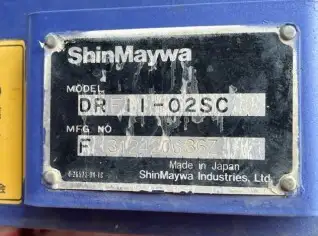 ShinMaywa
MODEL
DR 11-02SC
MFG NO
F
Made in Japan
ShinMaywa Industries, Ltd.